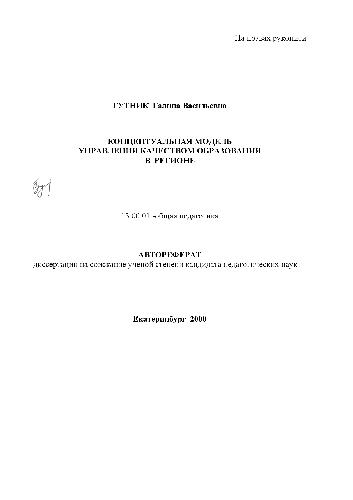 На правах рукописи
ГУТНИК Галина Васильевна
КОНЦЕПТУАЛЬНАЯ МОДЕЛЬ
УПРАВЛЕНИЯ КАЧЕСТВОМ ОБРАЗОВАНИЯ
В РЕГИОНЕ
13.00.01 - общая педагогика
АВТОРЕФЕРАТ
диссертации на соискание ученой степени кандидата педагогических наук
Екатеринбург 2000